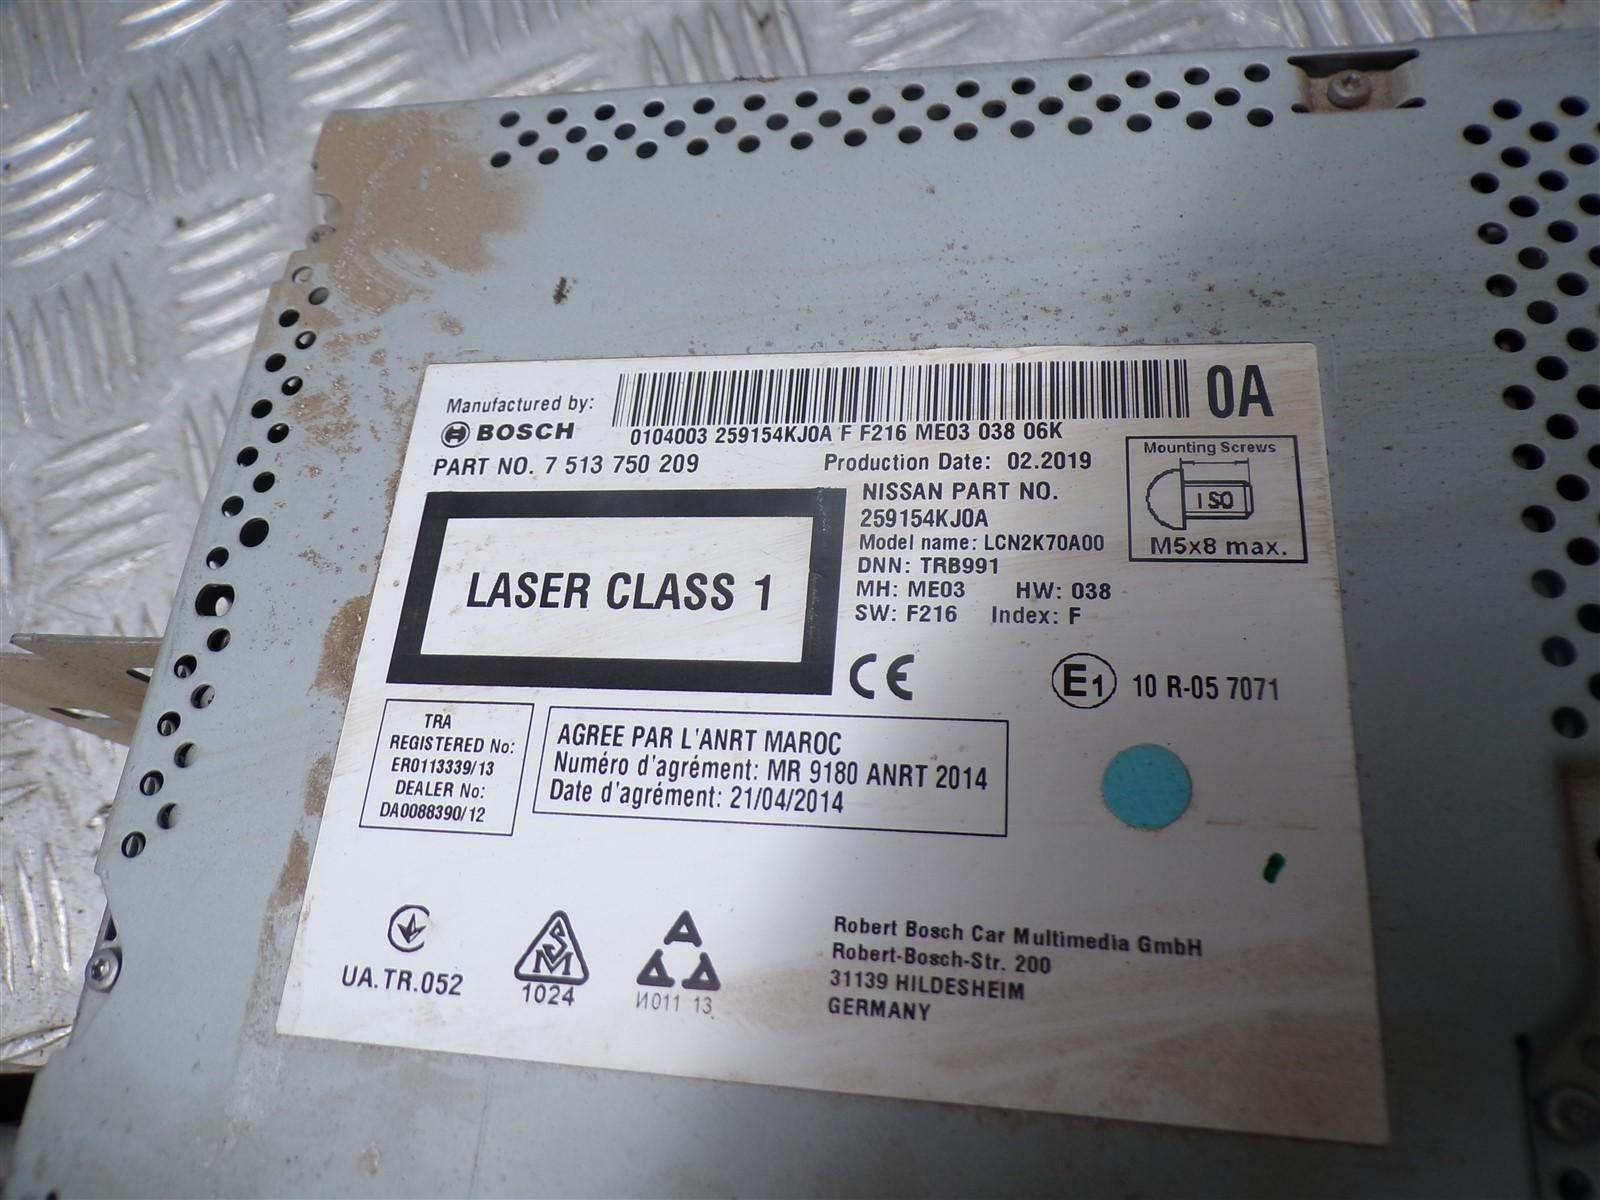 Manufactured by:
BOSCH
0A
0104003 259154KJ0A F F216 ME03 038 06K
PART NO. 7 513 750 209
Production Date: 02.2019
Mounting Screws
ISO
M5x8 max.
NISSAN PART NO.
259154KJ0A
Model name: LCN2K70A00
DNN: TRB991
MH: ME03 HW: 038
SW: F216 Index: F
LASER CLASS 1
CE
E1 10 R-05 7071
TRA
REGISTERED No:
ER0113339/13
DEALER No:
DA0088390/12
AGREE PAR L'ANRT MAROC
Numéro d'agrément: MR 9180 ANRT 2014
Date d'agrément: 21/04/2014
UA.TR.052
SM
1024
И011 13
Robert Bosch Car Multimedia GmbH
Robert-Bosch-Str. 200
31139 HILDESHEIM
GERMANY